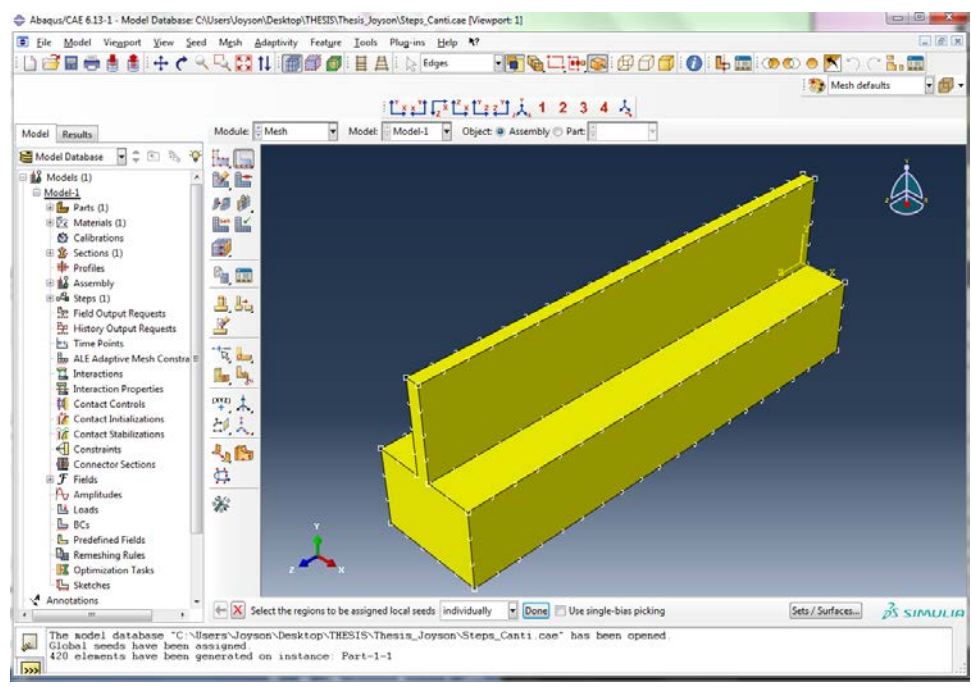 Abaqus/CAE 6.13-1 - Model Database: C:\Users\Joyson\Desktop\THESIS\Thesis_Joyson\Steps_Canti.cae [Viewport: 1]
File Model Viewport View Seed Mesh Adaptivity Feature Tools Plug-ins Help
Edges
Mesh defaults
1 2 3 4
Model Results
Module: Mesh Model: Model-1 Object: Assembly Part:
Model Database
Models (1)
Model-1
Parts (1)
Materials (1)
Calibrations
Sections (1)
Profiles
Assembly
Steps (1)
Field Output Requests
History Output Requests
Time Points
ALE Adaptive Mesh Constra
Interactions
Interaction Properties
Contact Controls
Contact Initializations
Contact Stabilizations
Constraints
Connector Sections
Fields
Amplitudes
Loads
BCs
Predefined Fields
Remeshing Rules
Optimization Tasks
Sketches
Annotations
Y
Z X
Select the regions to be assigned local seeds individually Done Use single-bias picking Sets / Surfaces... SIMULIA
The model database "C:\Users\Joyson\Desktop\THESIS\Thesis_Joyson\Steps_Canti.cae" has been opened.
Global seeds have been assigned.
420 elements have been generated on instance: Part-1-1
>>>